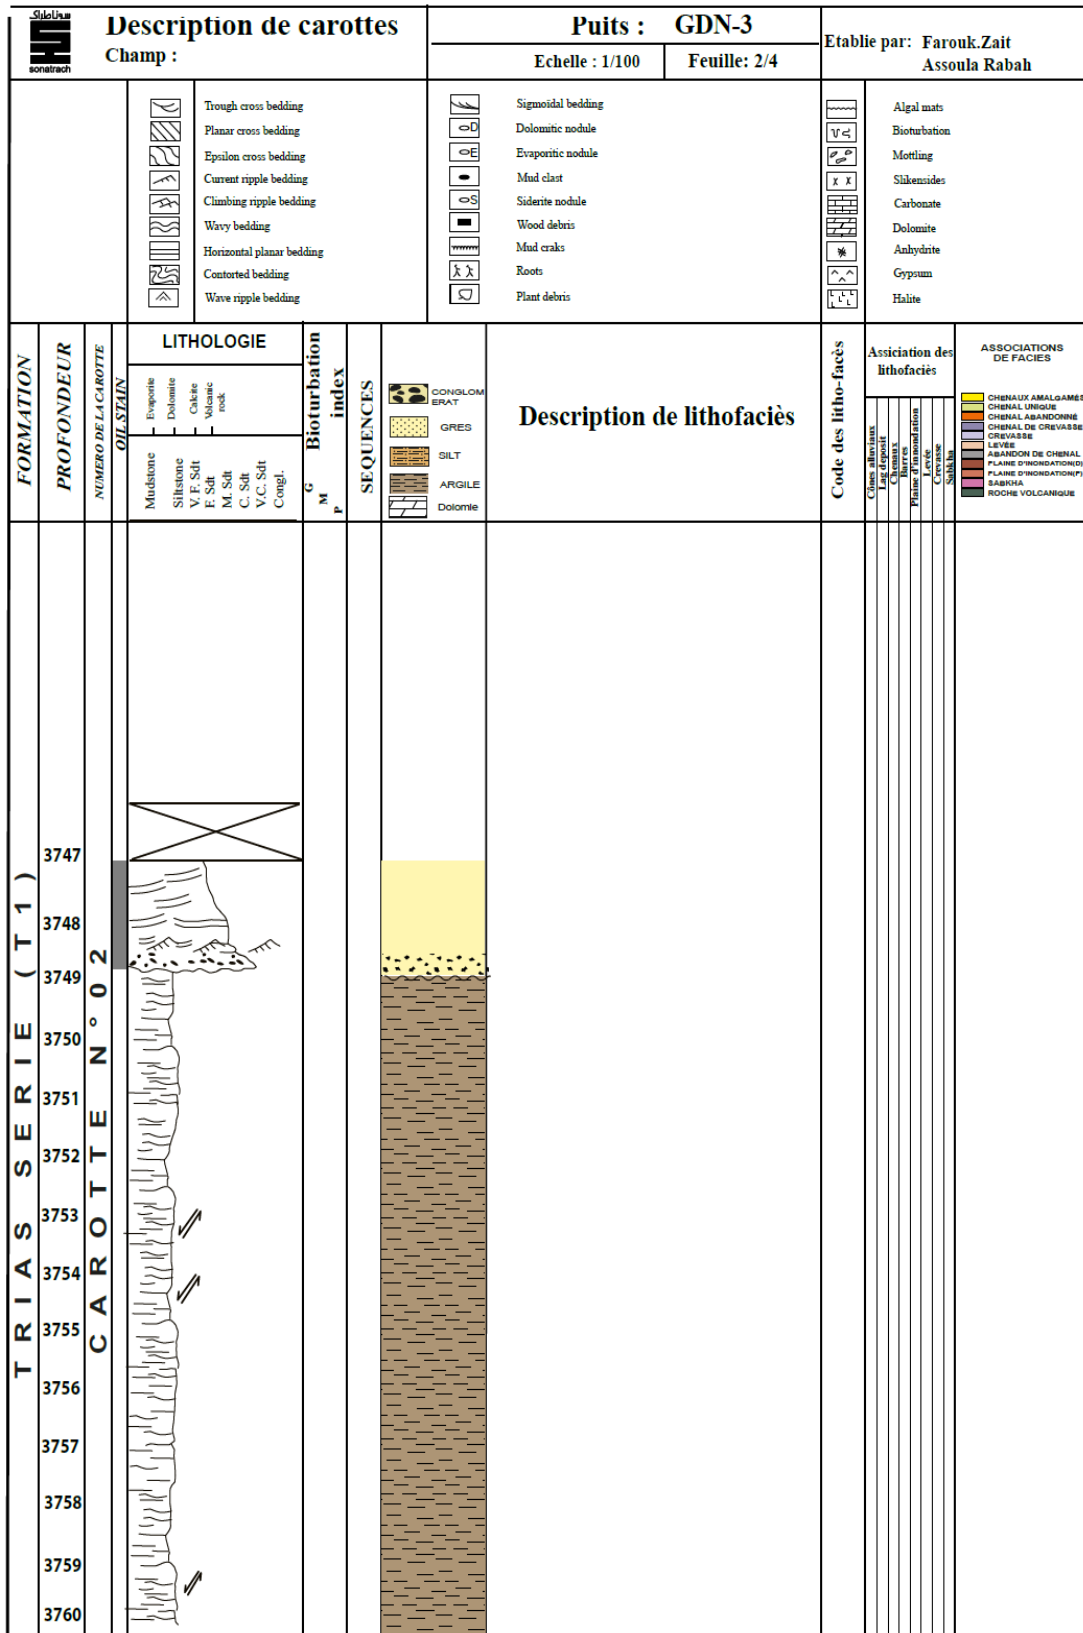 سوناطراك
sonatrach
Description de carottes
Champ :
Puits : GDN-3
Echelle : 1/100
Feuille: 2/4
Etablie par: Farouk.Zait
Assoula Rabah
Trough cross bedding
Planar cross bedding
Epsilon cross bedding
Current ripple bedding
Climbing ripple bedding
Wavy bedding
Horizontal planar bedding
Contorted bedding
Wave ripple bedding
Sigmoïdal bedding
D Dolomitic nodule
E Evaporitic nodule
Mud clast
S Siderite nodule
Wood debris
Mud craks
Roots
Plant debris
Algal mats
Bioturbation
Mottling
Slikensides
Carbonate
Dolomite
Anhydrite
Gypsum
Halite
FORMATION
PROFONDEUR
NUMERO DE LA CAROTTE
OIL STAIN
LITHOLOGIE
Evaporite
Dolomite
Calcite
Volcanic
rock
Mudstone
Siltstone
V. F. Sdt
F. Sdt
M. Sdt
C. Sdt
V.C. Sdt
Congl.
Bioturbation
index
G
M
P
SEQUENCES
CONGLOM
ERAT
GRES
SILT
ARGILE
Dolomie
Description de lithofaciès
Code des litho-facès
Assiciation des
lithofaciès
Cônes alluviaux
Lag deposit
Chenaux
Barres
Plaine d'innondation
Levée
Crevasse
Sabkha
ASSOCIATIONS
DE FACIES
CHENAUX AMALGAMÉS
CHENAL UNIQUE
CHENAL ABANDONNÉ
CHENAL DE CREVASSE
CREVASSE
LEVÉE
ABANDON DE CHENAL
PLAINE D'INONDATION(D)
PLAINE D'INONDATION(P)
SABKHA
ROCHE VOLCANIQUE
TRIAS SERIE (T1)
CAROTTE N°02
3747
3748
3749
3750
3751
3752
3753
3754
3755
3756
3757
3758
3759
3760